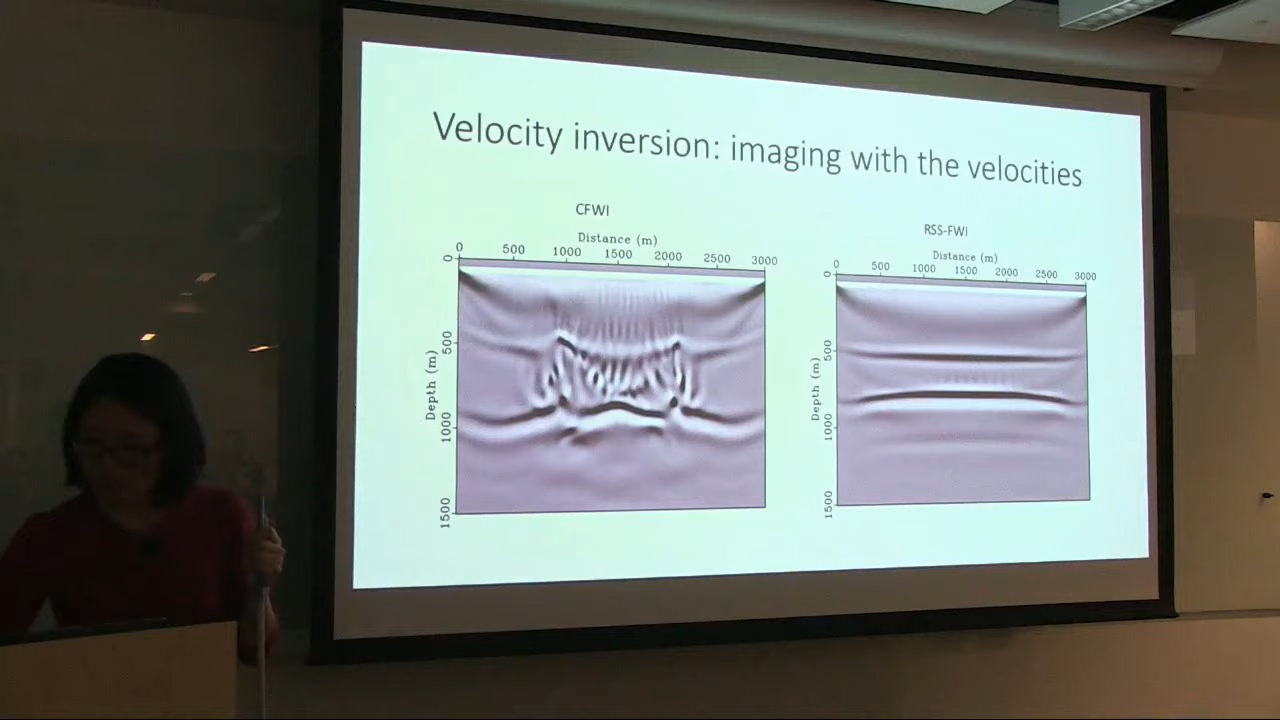 Velocity inversion: imaging with the velocities
CFWI
Distance (m)
0 500 1000 1500 2000 2500 3000
Depth (m)
0
500
1000
1500
RSS-FWI
Distance (m)
0 500 1000 1500 2000 2500 3000
Depth (m)
0
500
1000
1500